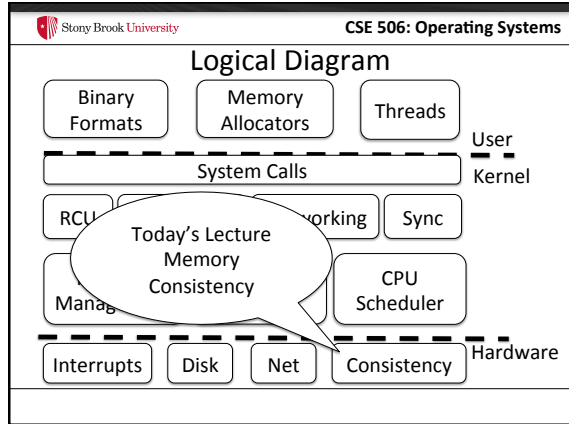 Stony Brook University
CSE 506: Operating Systems
Logical Diagram
Binary
Formats
Memory
Allocators
Threads
User
System Calls
Kernel
RCU
orking
Sync
Today's Lecture
Memory
Consistency
Manag
CPU
Scheduler
Hardware
Interrupts
Disk
Net
Consistency